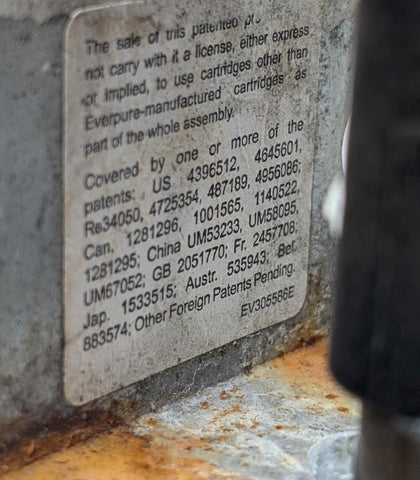 The sale of this patented
not carry with it a license, either express
or implied, to use cartridges other than
Everpure-manufactured cartridges as
part of the whole assembly.
Covered by one or more of the
patents: US 4396512, 4645601,
Re34050, 4725354, 487189, 4956086;
Can. 1281296, 1001565, 1140522,
1281295; China UM53233, UM58095,
UM67052; GB 2051770; Fr. 2457708;
Jap. 1533515; Austr. 535943; Bel.
883574; Other Foreign Patents Pending.
EV305586E